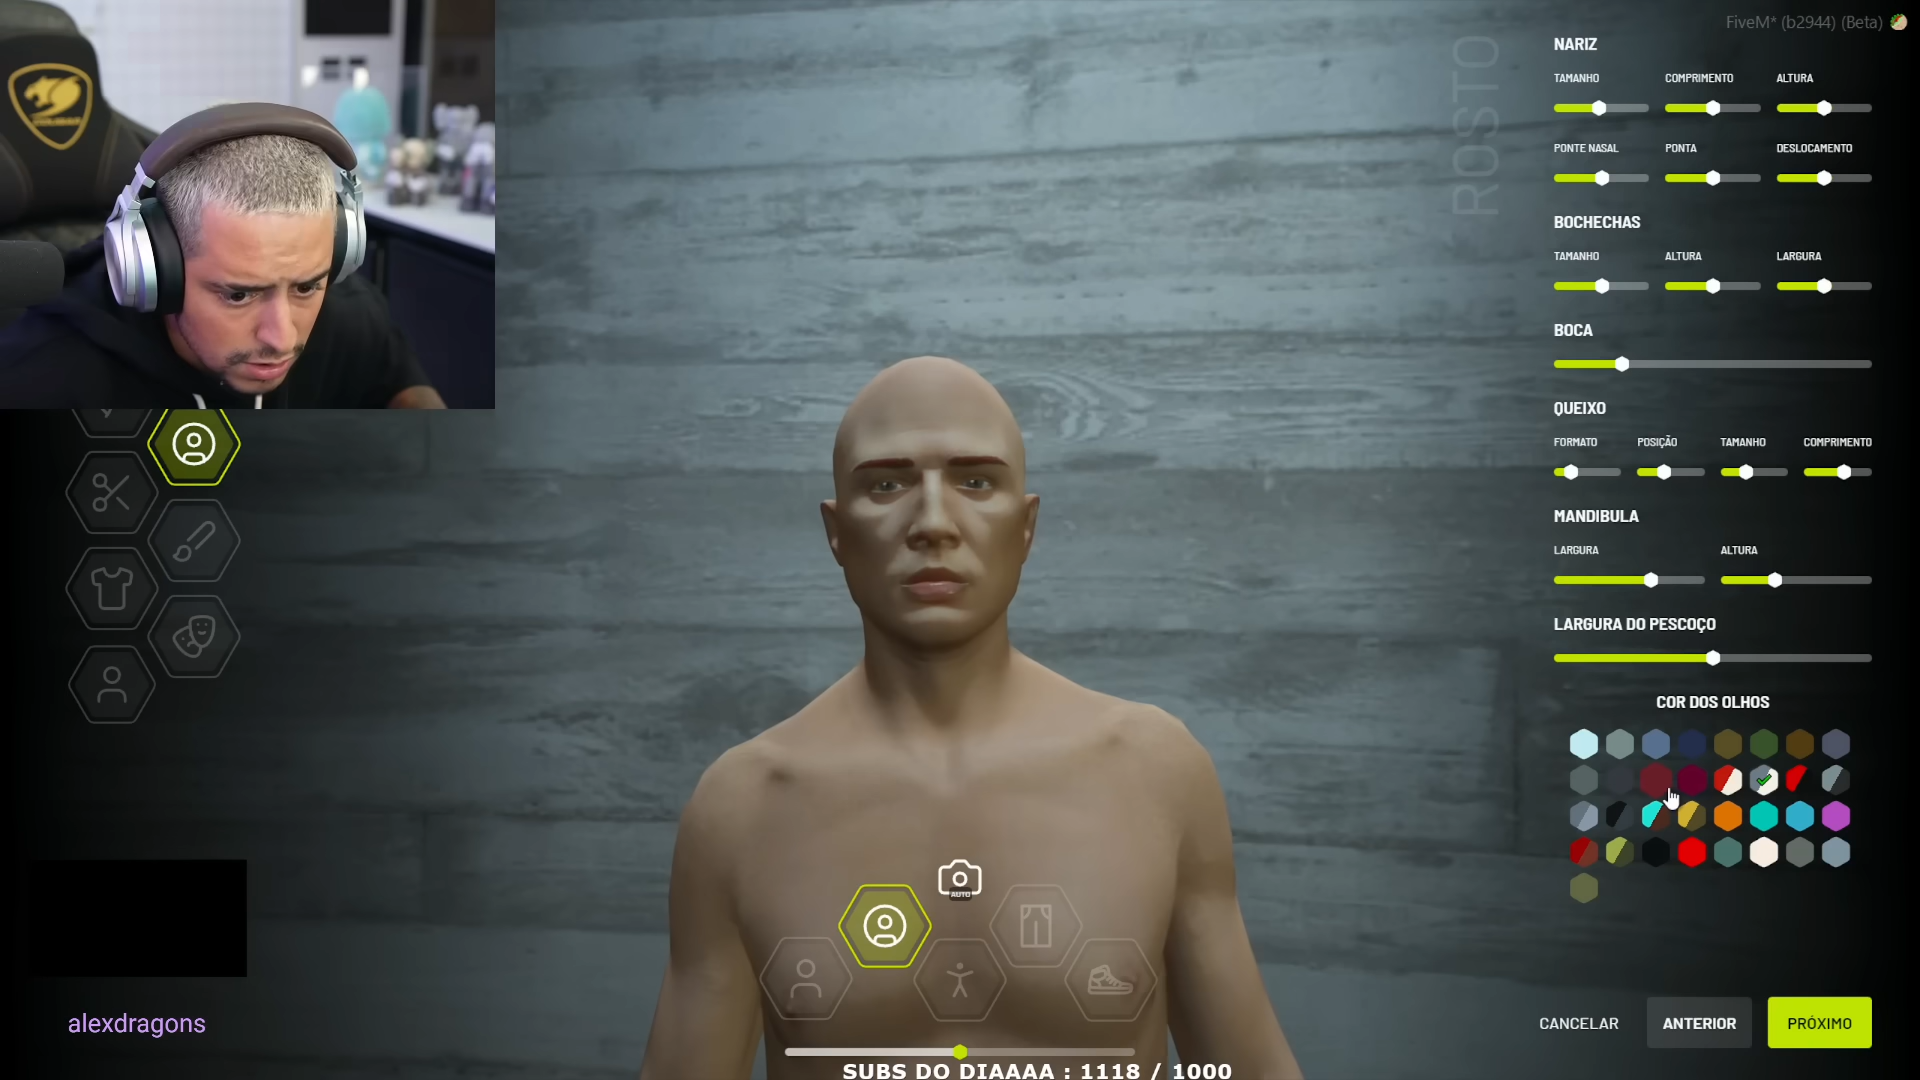 FiveM* (b2944) (Beta)
ROSTO
NARIZ
TAMANHO COMPRIMENTO ALTURA
PONTE NASAL PONTA DESLOCAMENTO
BOCHECHAS
TAMANHO ALTURA LARGURA
BOCA
QUEIXO
FORMATO POSIÇÃO TAMANHO COMPRIMENTO
MANDIBULA
LARGURA ALTURA
LARGURA DO PESCOÇO
COR DOS OLHOS
AUTO
alexdragons
CANCELAR ANTERIOR PRÓXIMO
SUBS DO DIAAAA : 1118 / 1000